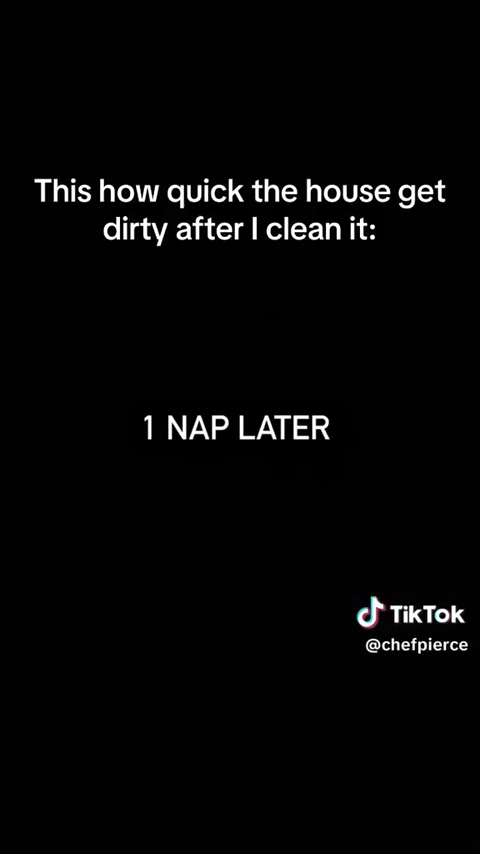 This how quick the house get
dirty after I clean it:
1 NAP LATER
TikTok
@chefpierce